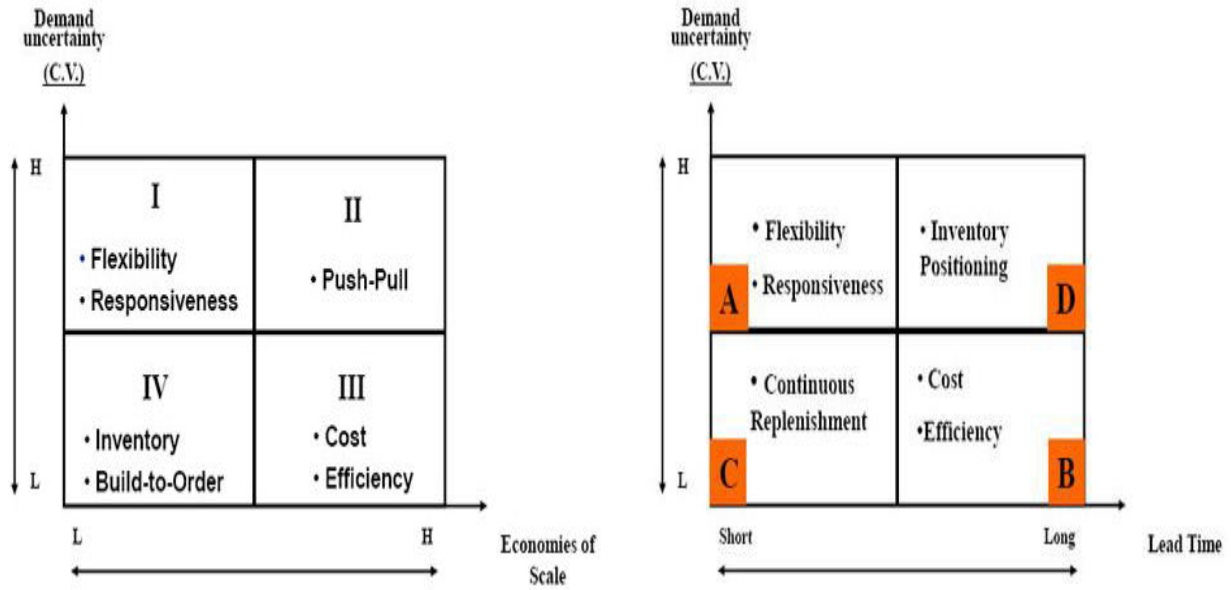 Demand
uncertainty
(C.V.)
H
L
I
• Flexibility
• Responsiveness
II
• Push-Pull
IV
• Inventory
• Build-to-Order
III
• Cost
• Efficiency
L
H
Economies of
Scale
Demand
uncertainty
(C.V.)
H
L
• Flexibility
• Responsiveness
A
• Inventory
Positioning
D
• Continuous
Replenishment
C
• Cost
•Efficiency
B
Short
Long
Lead Time